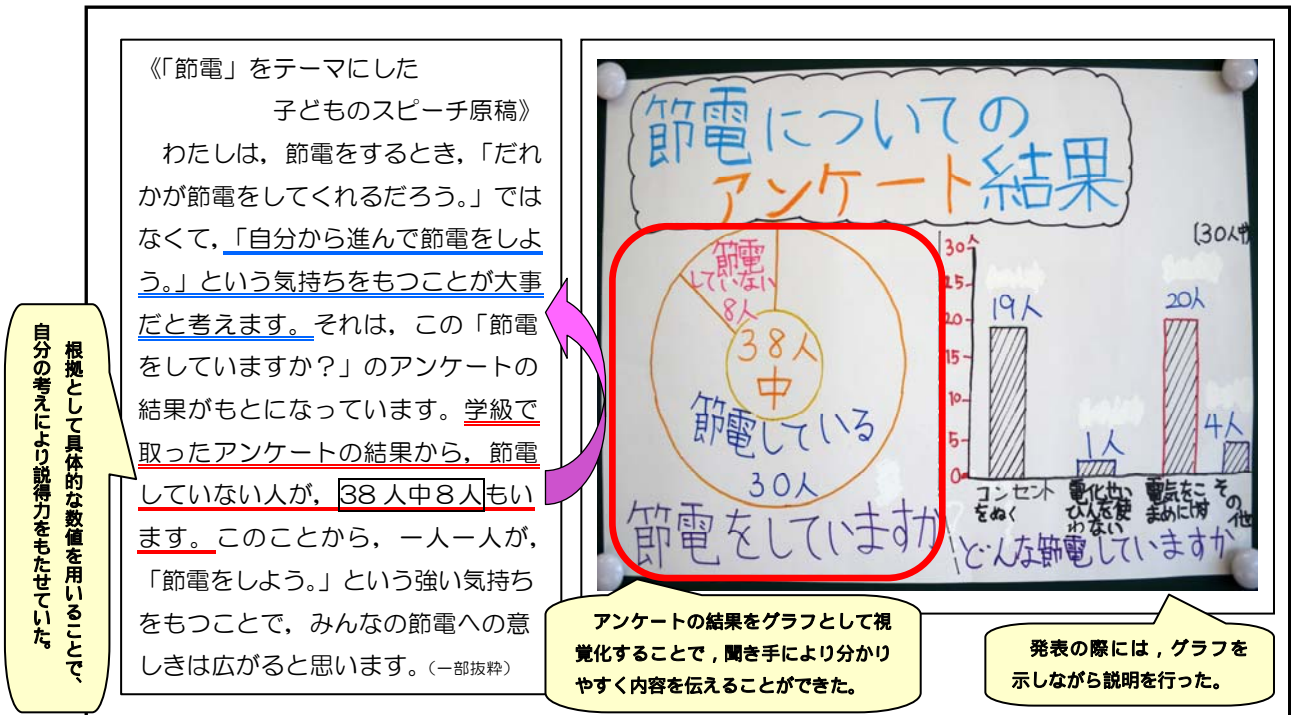 《「節電」をテーマにした
子どものスピーチ原稿》
わたしは，節電をするとき，「だれ
かが節電をしてくれるだろう。」では
なくて，「自分から進んで節電をしよ
う。」という気持ちをもつことが大事
だと考えます。それは，この「節電
をしていますか？」のアンケートの
結果がもとになっています。学級で
取ったアンケートの結果から，節電
していない人が，38人中８人もい
ます。このことから，一人一人が，
「節電をしよう。」という強い気持ち
をもつことで，みんなの節電への意
しきは広がると思います。（一部抜粋）
根拠として具体的な数値を用いることで、
自分の考えにより説得力をもたせていた。
節電についての
アンケート結果
節電
していない
8人
38人
中
節電している
30人
節電をしていますか
30人
25
20
15
10
5
0
19人
1人
20人
4人
コンセント
をぬく
電化せい
ひんを使
わない
電気をこ
まめにけす
その他
どんな節電していますか
アンケートの結果をグラフとして視
覚化することで，聞き手により分かり
やすく内容を伝えることができた。
発表の際には，グラフを
示しながら説明を行った。